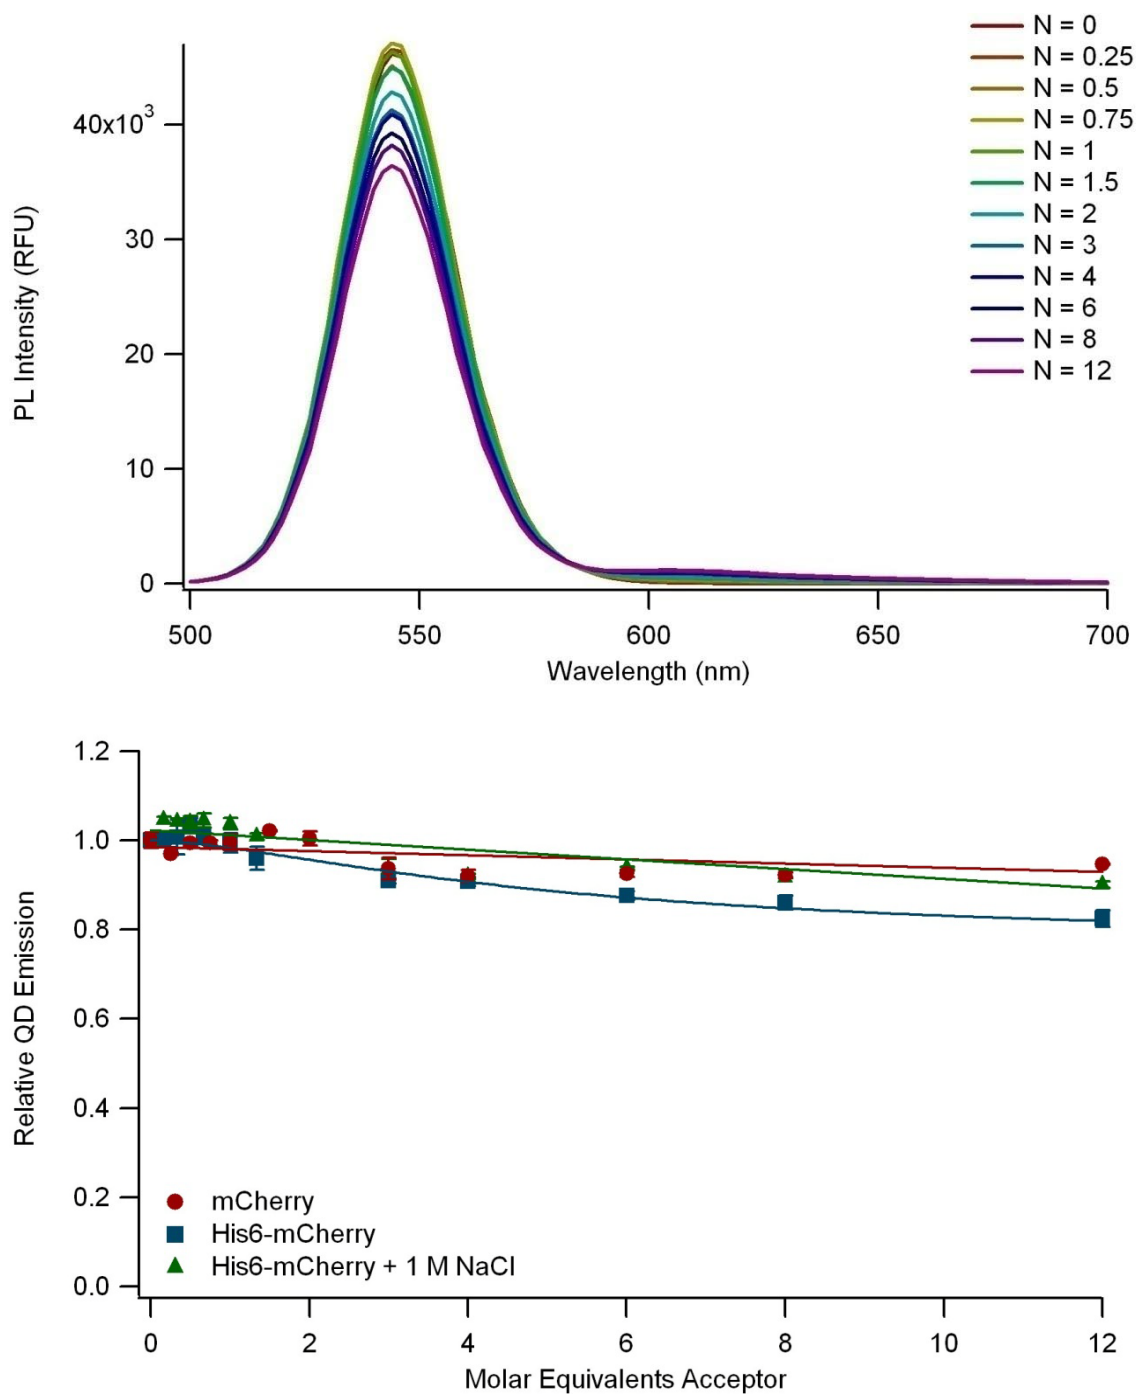 N = 0
N = 0.25
N = 0.5
N = 0.75
N = 1
N = 1.5
N = 2
N = 3
N = 4
N = 6
N = 8
N = 12
PL Intensity (RFU)
40x10³
30
20
10
0
500 550 600 650 700
Wavelength (nm)
Relative QD Emission
1.2
1.0
0.8
0.6
0.4
0.2
0.0
mCherry
His6-mCherry
His6-mCherry + 1 M NaCl
0 2 4 6 8 10 12
Molar Equivalents Acceptor